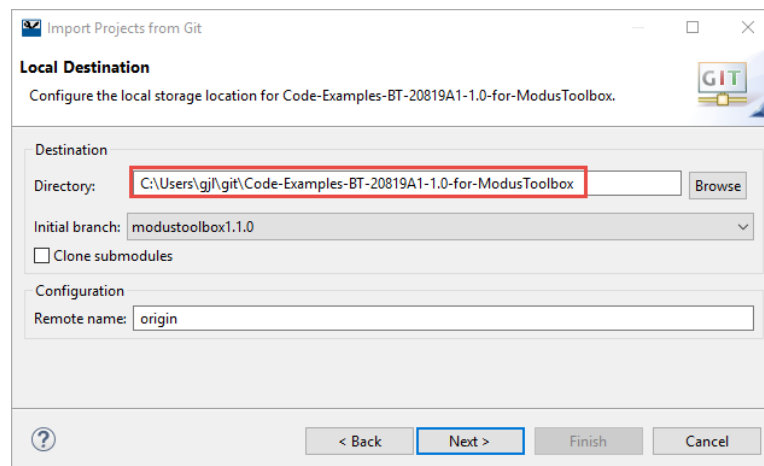 Import Projects from Git
Local Destination
Configure the local storage location for Code-Examples-BT-20819A1-1.0-for-ModusToolbox.
GIT
Destination
Directory: C:\Users\gjl\git\Code-Examples-BT-20819A1-1.0-for-ModusToolbox Browse
Initial branch: modustoolbox1.1.0
Clone submodules
Configuration
Remote name: origin
? < Back Next > Finish Cancel